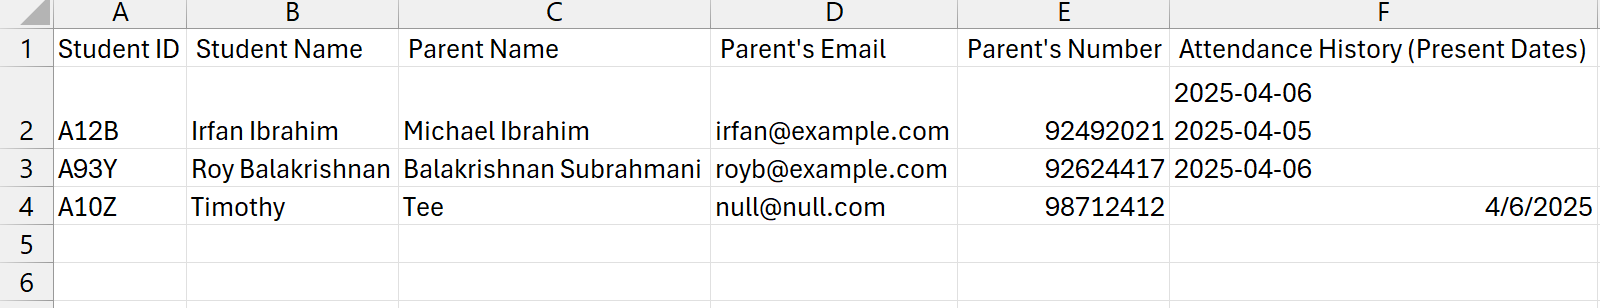 A B C D E F
1 Student ID Student Name Parent Name Parent's Email Parent's Number Attendance History (Present Dates)
2025-04-06
2 A12B Irfan Ibrahim Michael Ibrahim irfan@example.com 92492021 2025-04-05
3 A93Y Roy Balakrishnan Balakrishnan Subrahmani royb@example.com 92624417 2025-04-06
4 A10Z Timothy Tee null@null.com 98712412 4/6/2025
5
6